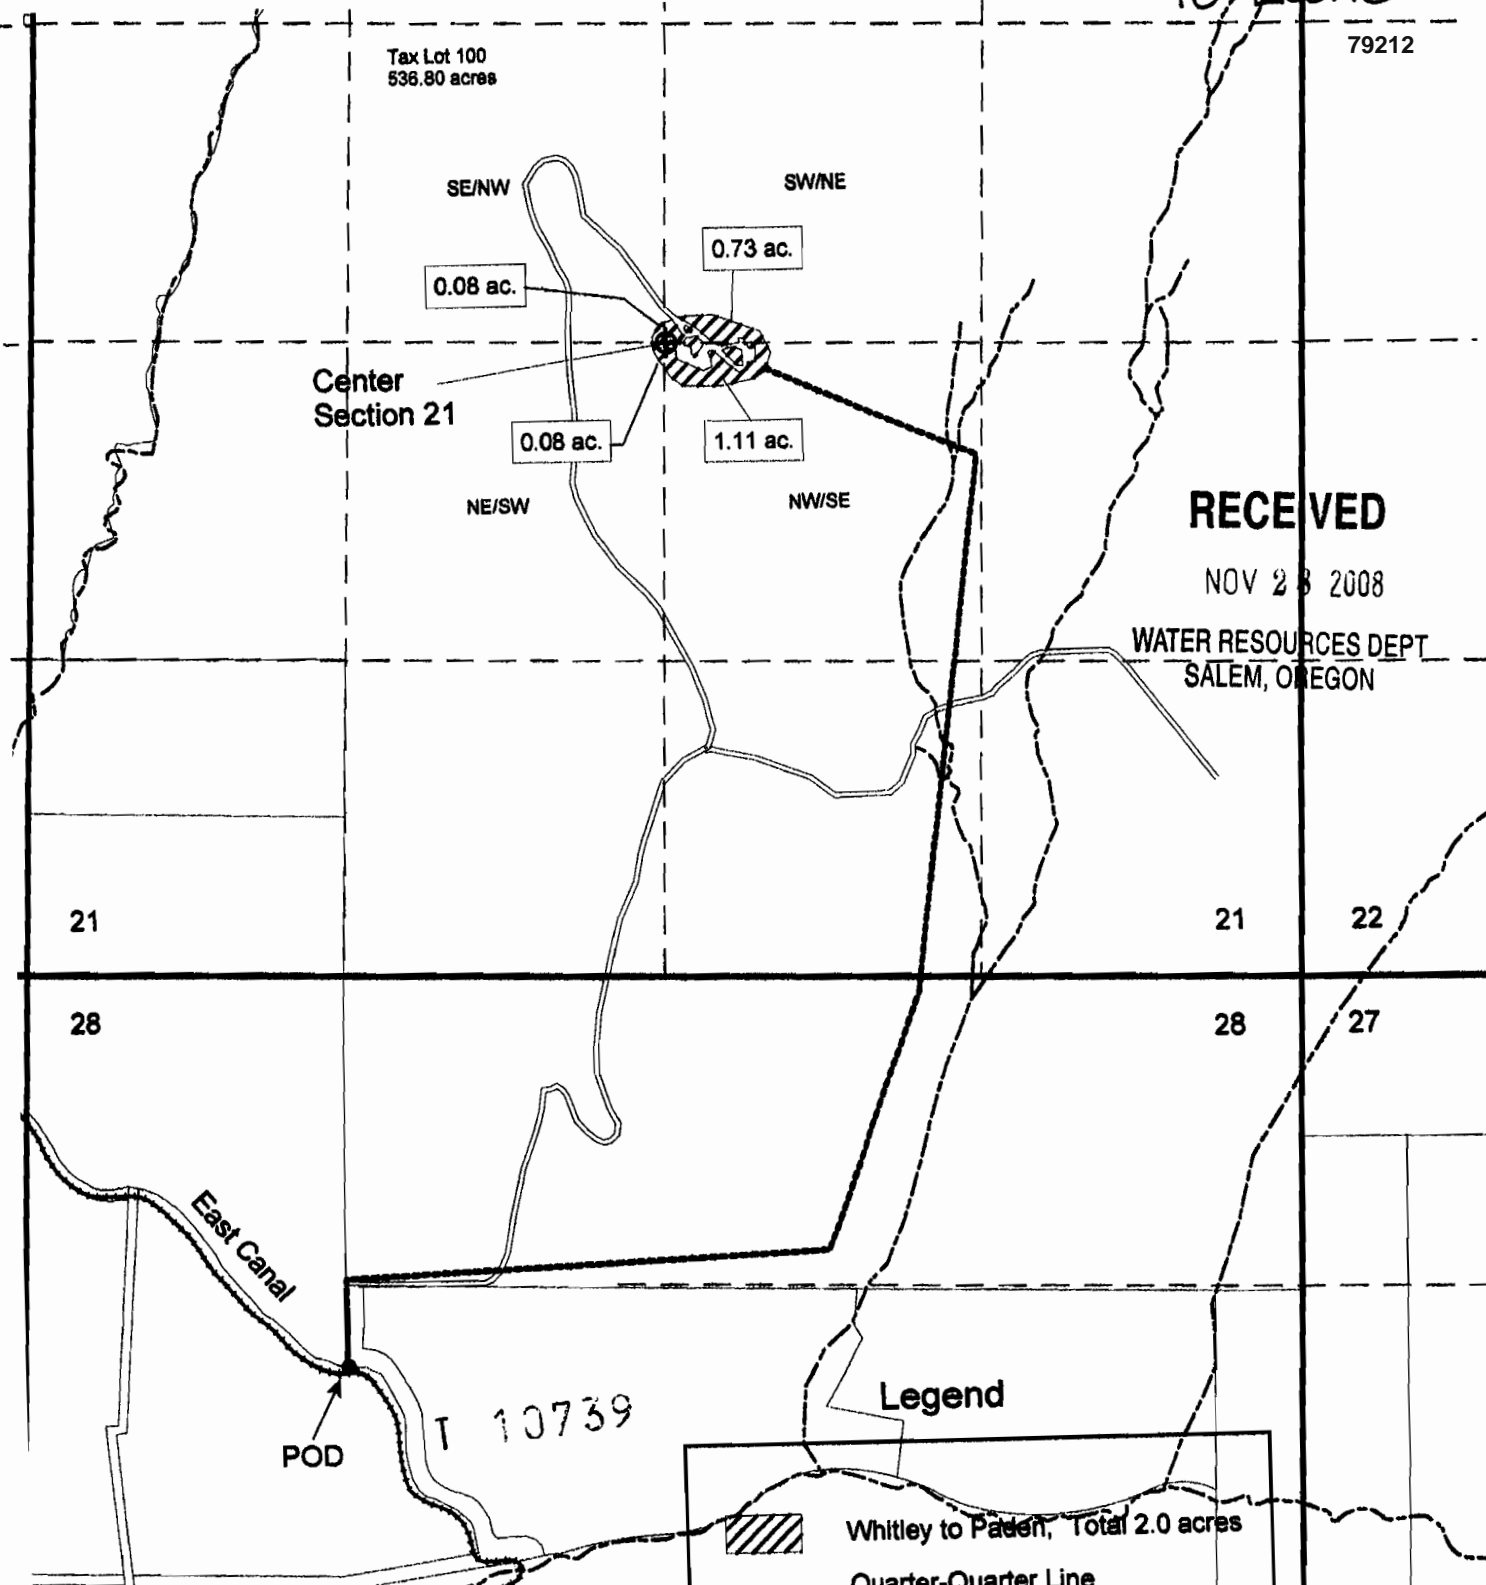 79212
Tax Lot 100
536.80 acres
SE/NW
SW/NE
0.73 ac.
0.08 ac.
Center
Section 21
0.08 ac.
1.11 ac.
NE/SW
NW/SE
RECEIVED
NOV 28 2008
WATER RESOURCES DEPT
SALEM, OREGON
21
21
22
28
28
27
East Canal
POD
T 10739
Legend
Whitley to Paden, Total 2.0 acres
Quarter-Quarter Line